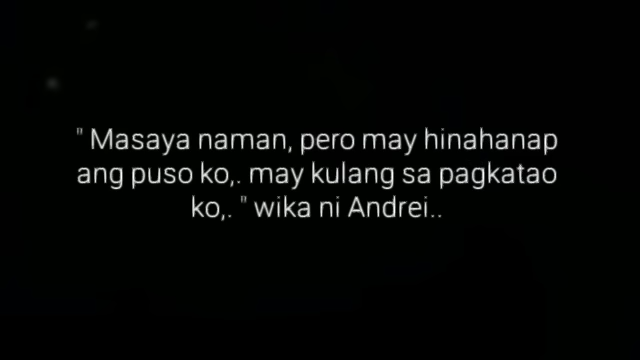 " Masaya naman, pero may hinahanap
ang puso ko,. may kulang sa pagkatao
ko,. " wika ni Andrei..